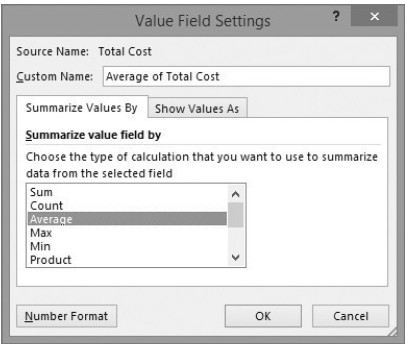 Value Field Settings ? ×
Source Name: Total Cost
Custom Name: Average of Total Cost
Summarize Values By Show Values As
Summarize value field by
Choose the type of calculation that you want to use to summarize
data from the selected field
Sum
Count
Average
Max
Min
Product
Number Format OK Cancel